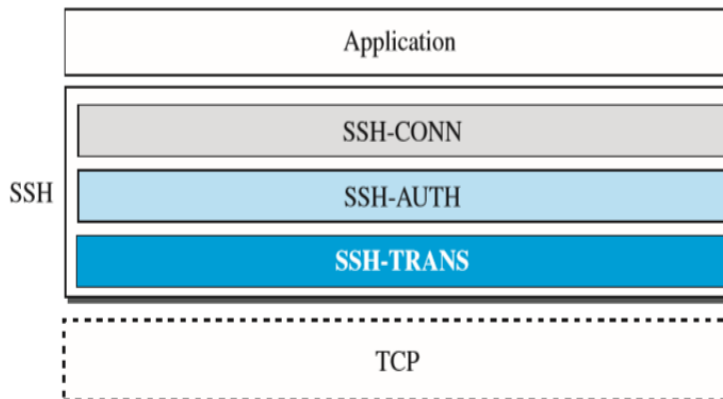 Application
SSH-CONN
SSH
SSH-AUTH
SSH-TRANS
TCP